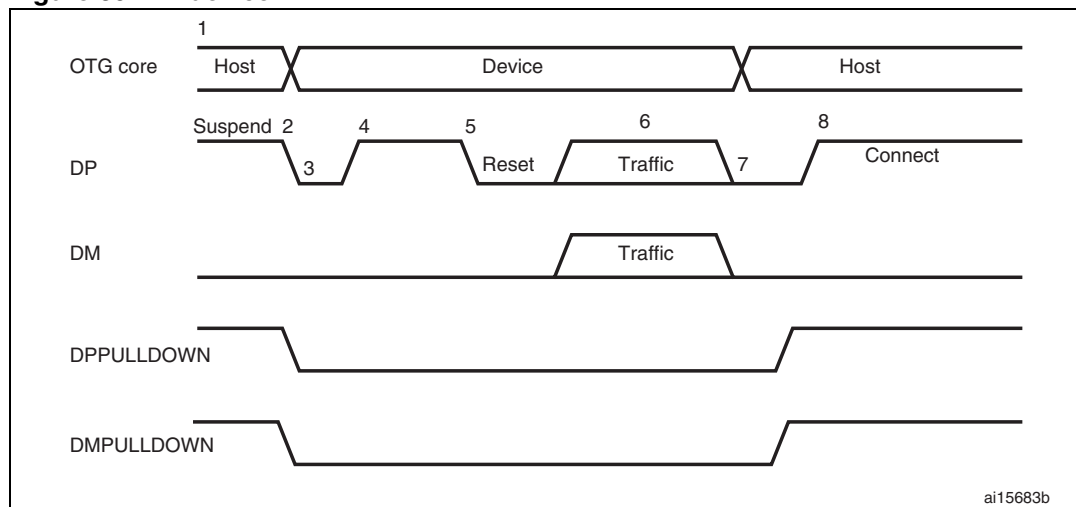 1
OTG core Host Device Host
Suspend 2 4 5 6 8
DP 3 Reset Traffic 7 Connect
DM Traffic
DPPULLDOWN
DMPULLDOWN
ai15683b